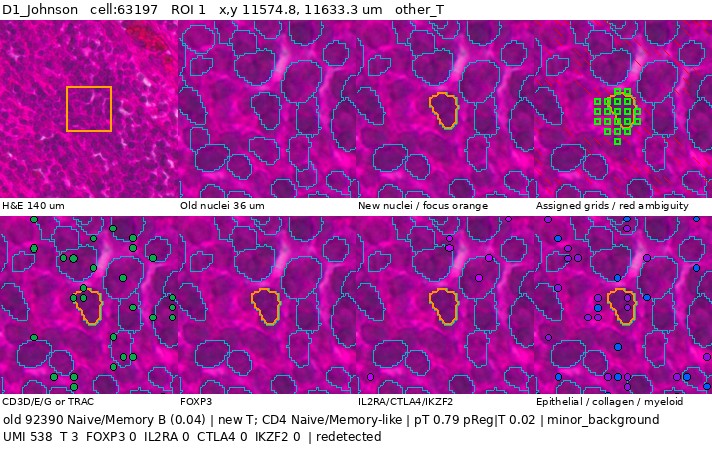 D1_Johnson   cell:63197   ROI 1   x,y 11574.8, 11633.3 um   other_T
H&E 140 um
Old nuclei 36 um
New nuclei / focus orange
Assigned grids / red ambiguity
CD3D/E/G or TRAC
FOXP3
IL2RA/CTLA4/IKZF2
Epithelial / collagen / myeloid
old 92390 Naive/Memory B (0.04) | new T; CD4 Naive/Memory-like | pT 0.79 pReg|T 0.02 | minor_background
UMI 538  T 3  FOXP3 0  IL2RA 0  CTLA4 0  IKZF2 0  | redetected